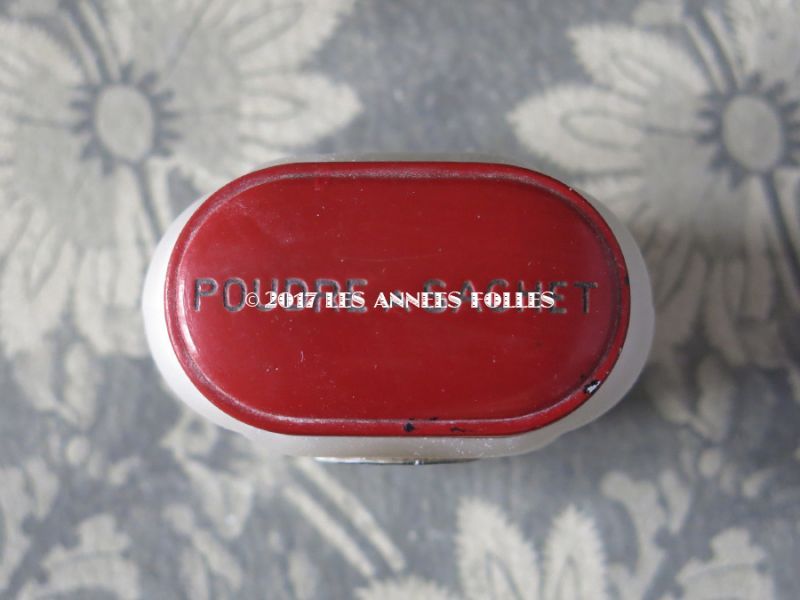 POUDRE A SACHET
© 2017 LES ANNEES FOLLES